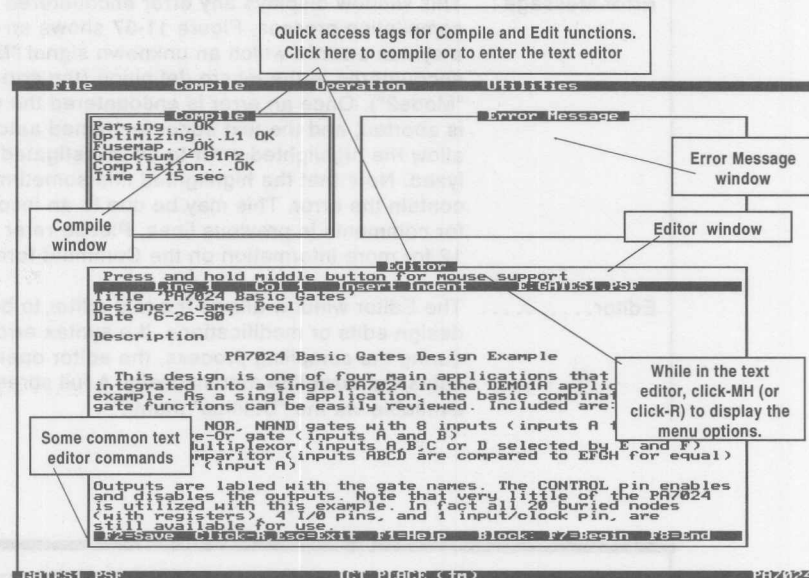 Quick access tags for Compile and Edit functions.
Click here to compile or to enter the text editor
File Compile Operation Utilities
Compile
Parsing...OK
Optimizing...OK
Fusemap...OK
Checksum = 91A2
Compilation...OK
Time = 15 sec
Error Message
Error Message
window
Compile
window
Editor window
Editor
Press and hold middle button for mouse support
Line 1 Col 1 Insert Indent E:GATES1.PSF
Title 'PA7024 Basic Gates'
Designer 'James Peel'
Date '6-26-90'
Description
PA7024 Basic Gates Design Example
This design is one of four main applications that
integrated into a single PA7024 in the DEMO1A applic
example. As a single application, the basic combinat
gate functions can be easily reviewed. Included are:
While in the text
editor, click-MH (or
click-R) to display the
menu options.
NOR, NAND gates with 8 inputs (inputs A t
ve-Or gate (inputs A and B)
ultiplexor (inputs A,B,C or D selected by E and F)
mparitor (inputs ABCD are compared to EFGH for equal)
(input A)
Some common text
editor commands
Outputs are labled with the gate names. The CONTROL pin enables
and disables the outputs. Note that very little of the PA7024
is utilized with this example. In fact all 20 buried nodes
(with registers), 4 I/O pins, and 1 input/clock pin, are
still available for use.
F2=Save Click-R,Esc=Exit F1=Help Block: F7=Begin F8=End
GATES1.PSF ICT PLACE (tm) PA7024
Editor